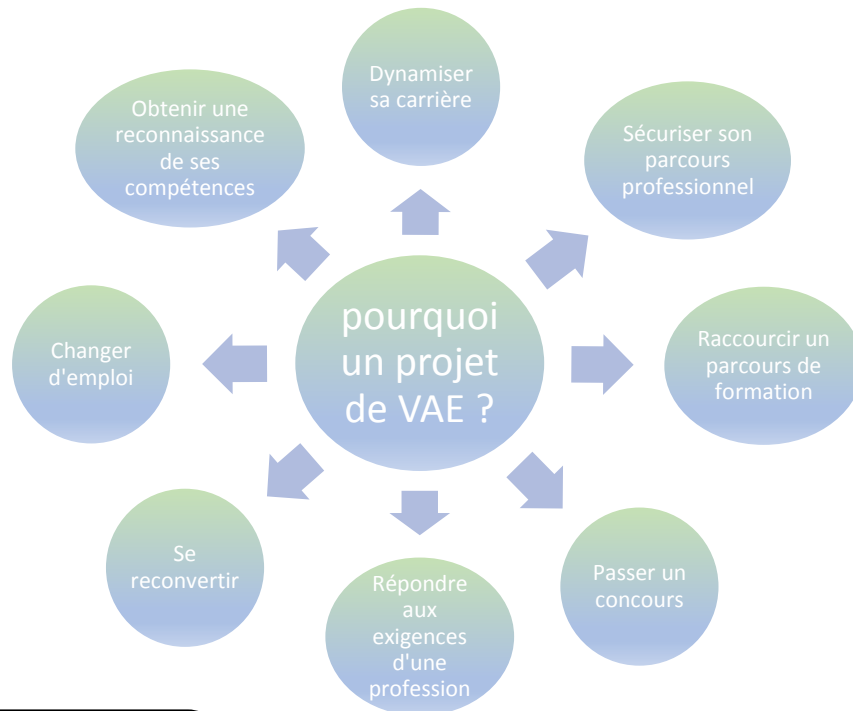 Dynamiser
sa carrière
Obtenir une
reconnaissance
de ses
compétences
Sécuriser son
parcours
professionnel
pourquoi
un projet
de VAE ?
Changer
d'emploi
Raccourcir un
parcours de
formation
Se
reconvertir
Passer un
concours
Répondre
aux
exigences
d'une
profession